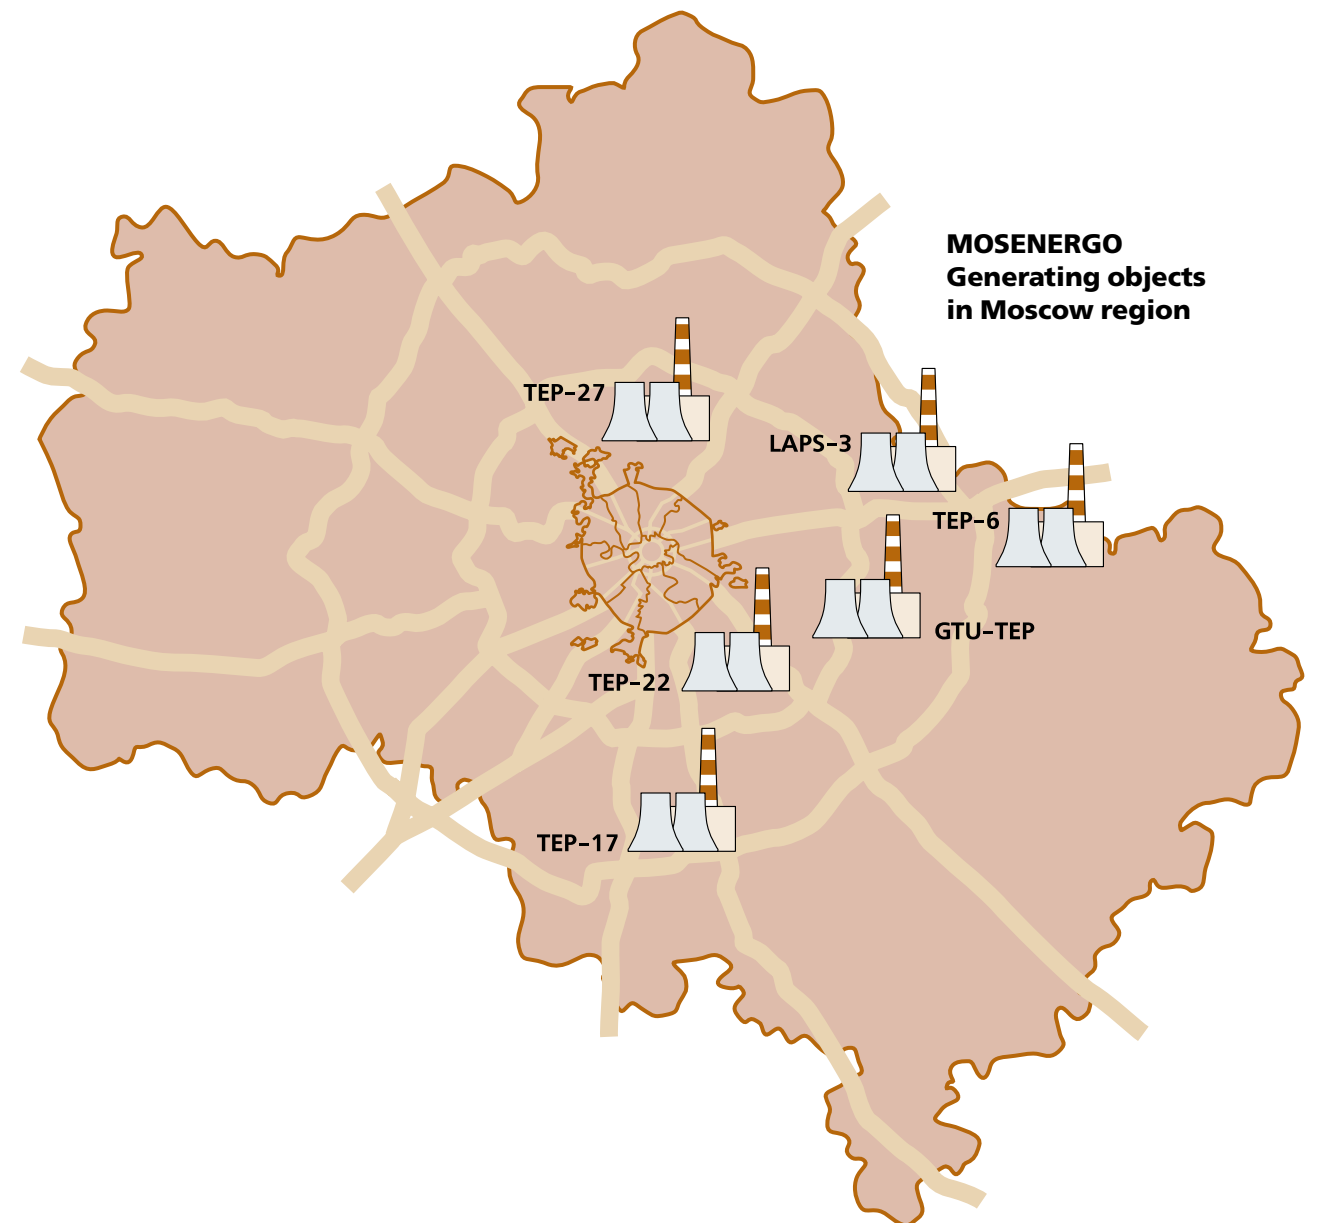 MOSENERGO
Generating objects
in Moscow region
TEP-27
LAPS-3
TEP-6
GTU-TEP
TEP-22
TEP-17